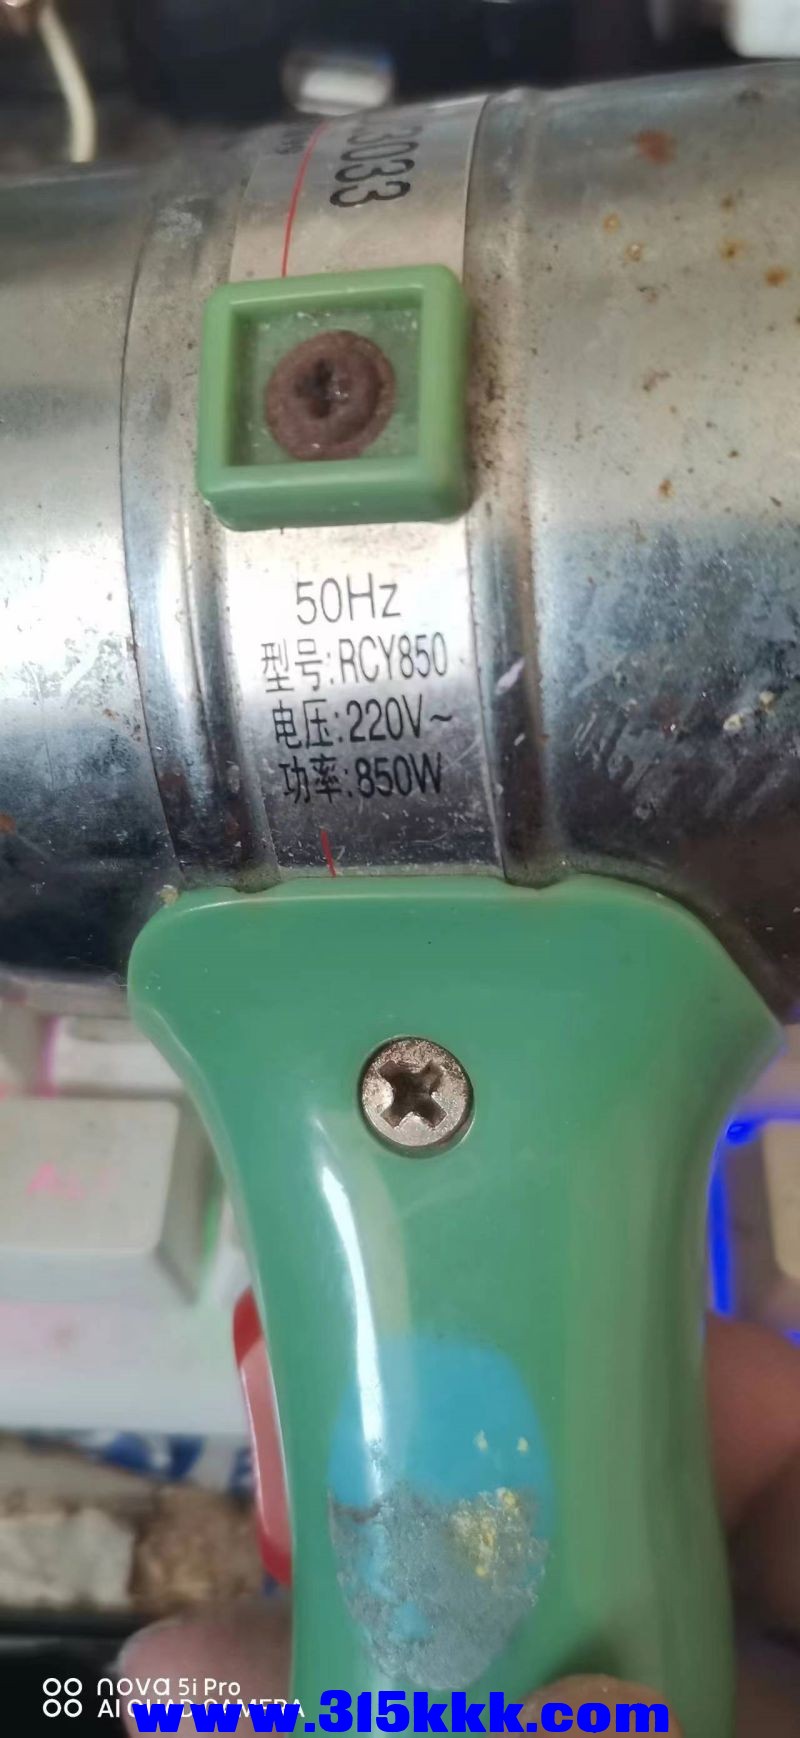 3033
50Hz
型号:RCY850
电压:220V~
功率:850W
nova 5i Pro
AI QUAD CAMERA
www.315kkk.com